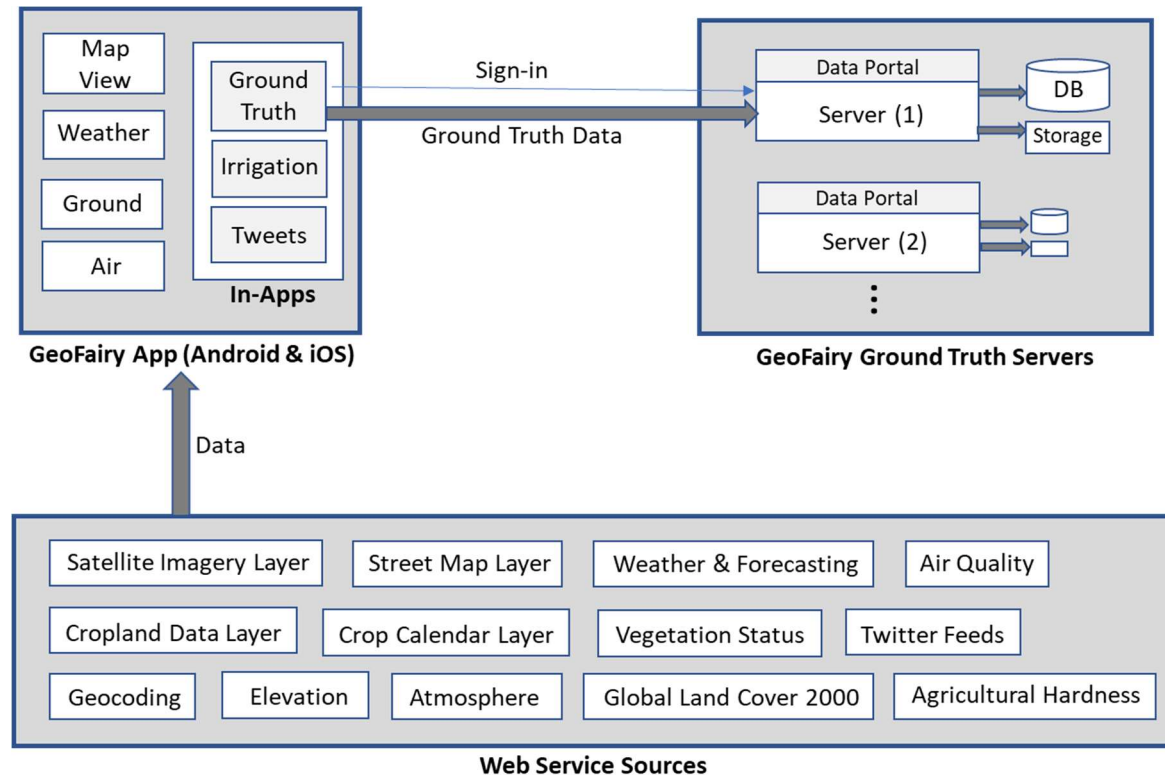 Map
View
Weather
Ground
Air
Ground
Truth
Irrigation
Tweets
In-Apps
GeoFairy App (Android & iOS)
Sign-in
Ground Truth Data
Data Portal
Server (1)
DB
Storage
Data Portal
Server (2)
GeoFairy Ground Truth Servers
Data
Satellite Imagery Layer
Street Map Layer
Weather & Forecasting
Air Quality
Cropland Data Layer
Crop Calendar Layer
Vegetation Status
Twitter Feeds
Geocoding
Elevation
Atmosphere
Global Land Cover 2000
Agricultural Hardness
Web Service Sources